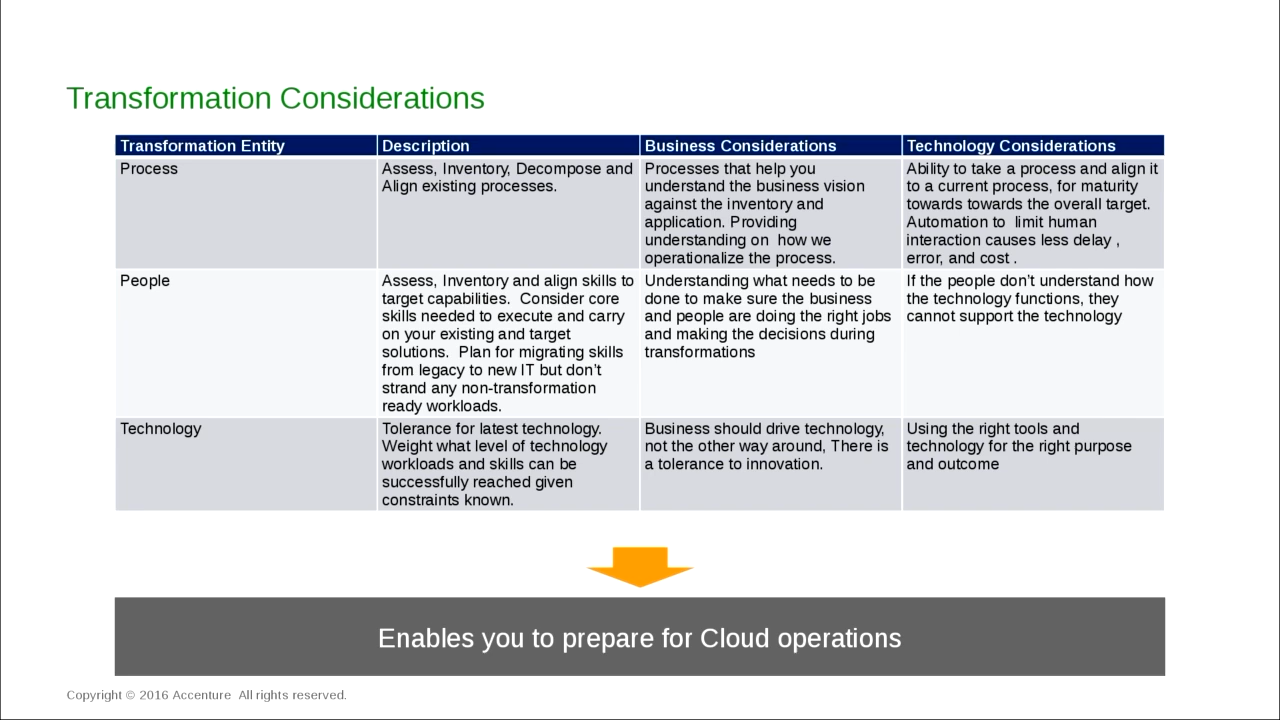 Transformation Considerations
Transformation Entity
Description
Business Considerations
Technology Considerations
Process
Assess, Inventory, Decompose and
Align existing processes.
Processes that help you
understand the business vision
against the inventory and
application. Providing
understanding on  how we
operationalize the process.
Ability to take a process and align it
to a current process, for maturity
towards towards the overall target.
Automation to  limit human
interaction causes less delay ,
error, and cost .
People
Assess, Inventory and align skills to
target capabilities.  Consider core
skills needed to execute and carry
on your existing and target
solutions.  Plan for migrating skills
from legacy to new IT but don’t
strand any non-transformation
ready workloads.
Understanding what needs to be
done to make sure the business
and people are doing the right jobs
and making the decisions during
transformations
If the people don’t understand how
the technology functions, they
cannot support the technology
Technology
Tolerance for latest technology.
Weight what level of technology
workloads and skills can be
successfully reached given
constraints known.
Business should drive technology,
not the other way around, There is
a tolerance to innovation.
Using the right tools and
technology for the right purpose
and outcome
Enables you to prepare for Cloud operations
Copyright © 2016 Accenture  All rights reserved.